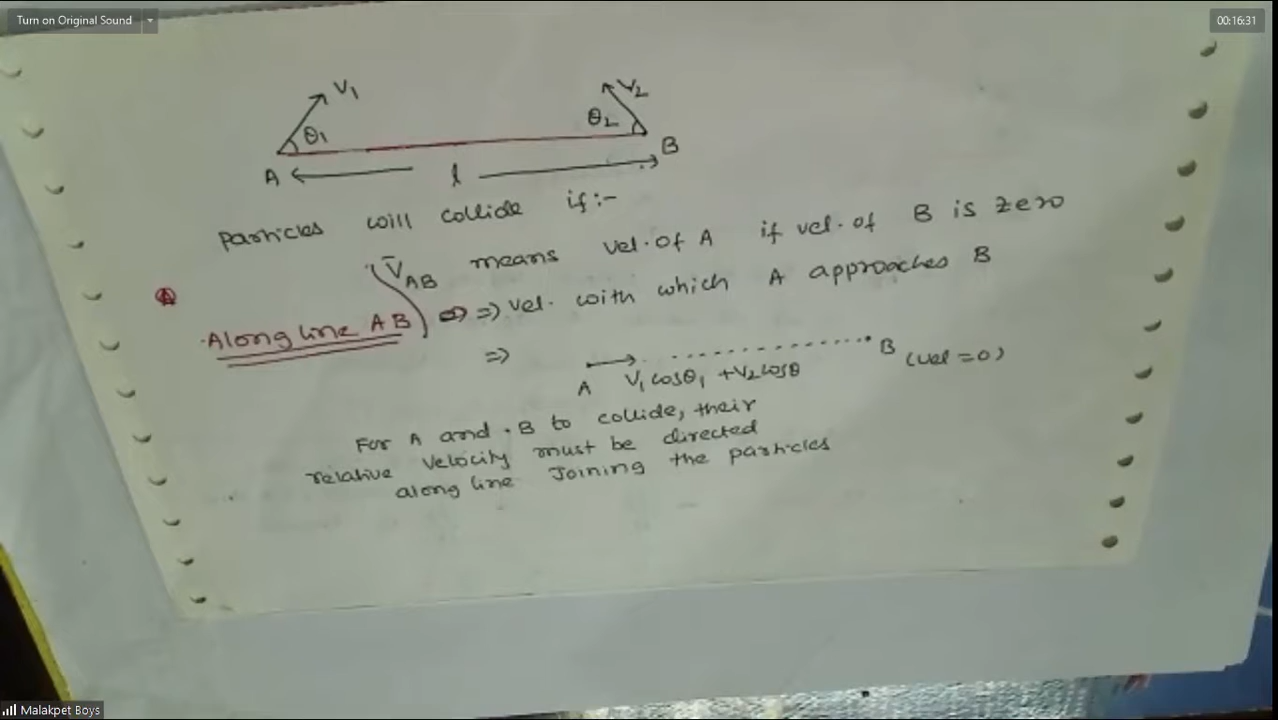 Turn on Original Sound
00:16:31
V1
V2
θ1
θ2
A
l
B
particles will collide if:-
V̄AB means vel. of A if vel. of B is zero
Along line AB) ⇒ ⇒ vel. with which A approaches B
⇒ A V1 cosθ1 + V2 cosθ B (vel = 0)
For A and B to collide, their
relative velocity must be directed
along line Joining the particles
Malakpet Boys